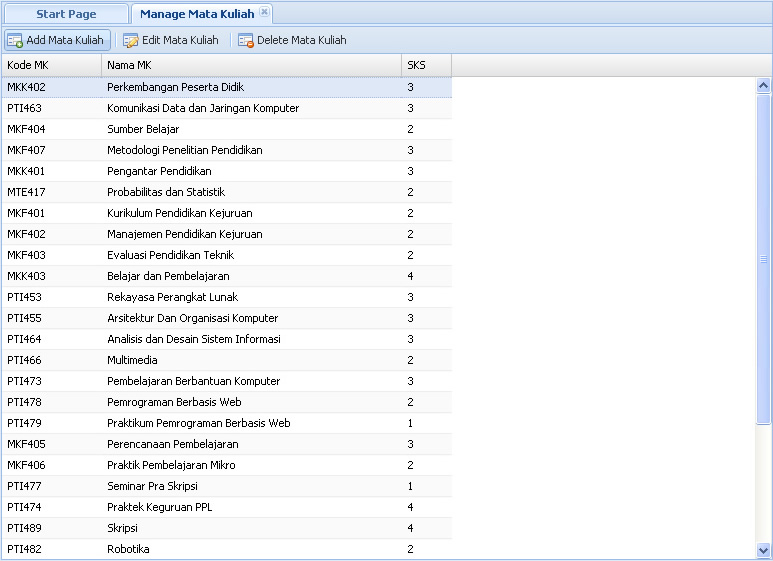 Start Page Manage Mata Kuliah
Add Mata Kuliah Edit Mata Kuliah Delete Mata Kuliah
Kode MK Nama MK SKS
MKK402 Perkembangan Peserta Didik 3
PTI463 Komunikasi Data dan Jaringan Komputer 3
MKF404 Sumber Belajar 2
MKF407 Metodologi Penelitian Pendidikan 3
MKK401 Pengantar Pendidikan 3
MTE417 Probabilitas dan Statistik 2
MKF401 Kurikulum Pendidikan Kejuruan 2
MKF402 Manajemen Pendidikan Kejuruan 2
MKF403 Evaluasi Pendidikan Teknik 2
MKK403 Belajar dan Pembelajaran 4
PTI453 Rekayasa Perangkat Lunak 3
PTI455 Arsitektur Dan Organisasi Komputer 3
PTI464 Analisis dan Desain Sistem Informasi 3
PTI466 Multimedia 2
PTI473 Pembelajaran Berbantuan Komputer 3
PTI478 Pemrograman Berbasis Web 2
PTI479 Praktikum Pemrograman Berbasis Web 1
MKF405 Perencanaan Pembelajaran 3
MKF406 Praktik Pembelajaran Mikro 2
PTI477 Seminar Pra Skripsi 1
PTI474 Praktek Keguruan PPL 4
PTI489 Skripsi 4
PTI482 Robotika 2